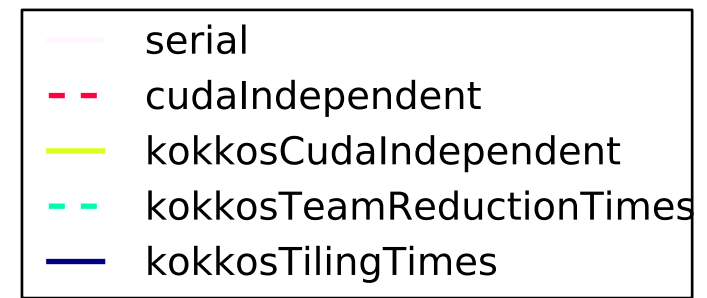 serial
cudaIndependent
kokkosCudaIndependent
kokkosTeamReductionTimes
kokkosTilingTimes